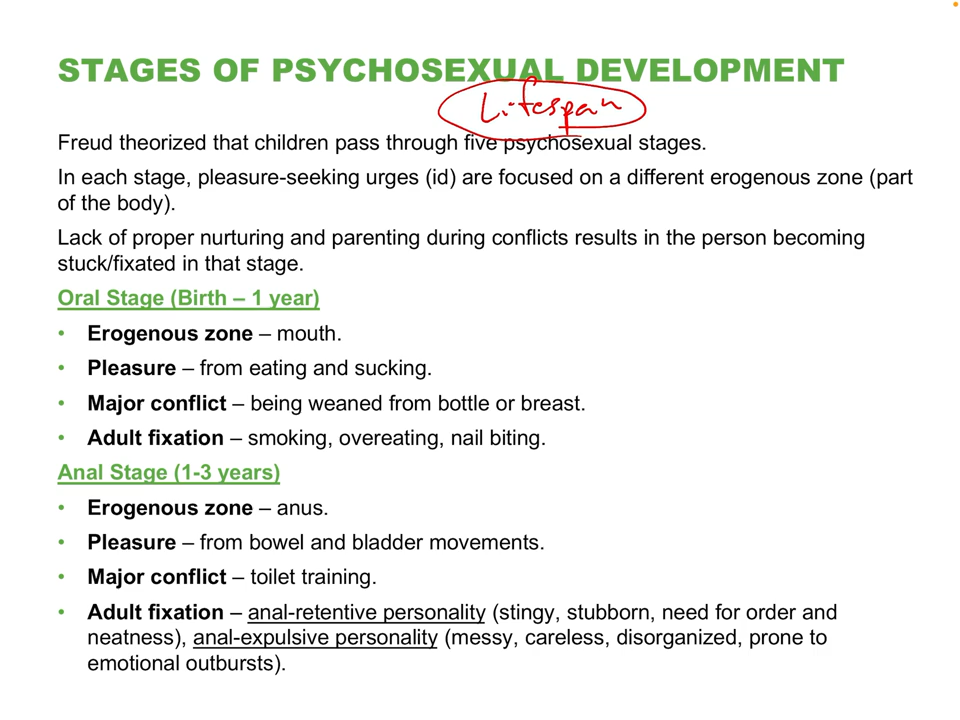 STAGES OF PSYCHOSEXUAL DEVELOPMENT
Lifespan
Freud theorized that children pass through five psychosexual stages.
In each stage, pleasure-seeking urges (id) are focused on a different erogenous zone (part
of the body).
Lack of proper nurturing and parenting during conflicts results in the person becoming
stuck/fixated in that stage.
Oral Stage (Birth – 1 year)
• Erogenous zone – mouth.
• Pleasure – from eating and sucking.
• Major conflict – being weaned from bottle or breast.
• Adult fixation – smoking, overeating, nail biting.
Anal Stage (1-3 years)
• Erogenous zone – anus.
• Pleasure – from bowel and bladder movements.
• Major conflict – toilet training.
• Adult fixation – anal-retentive personality (stingy, stubborn, need for order and
neatness), anal-expulsive personality (messy, careless, disorganized, prone to
emotional outbursts).